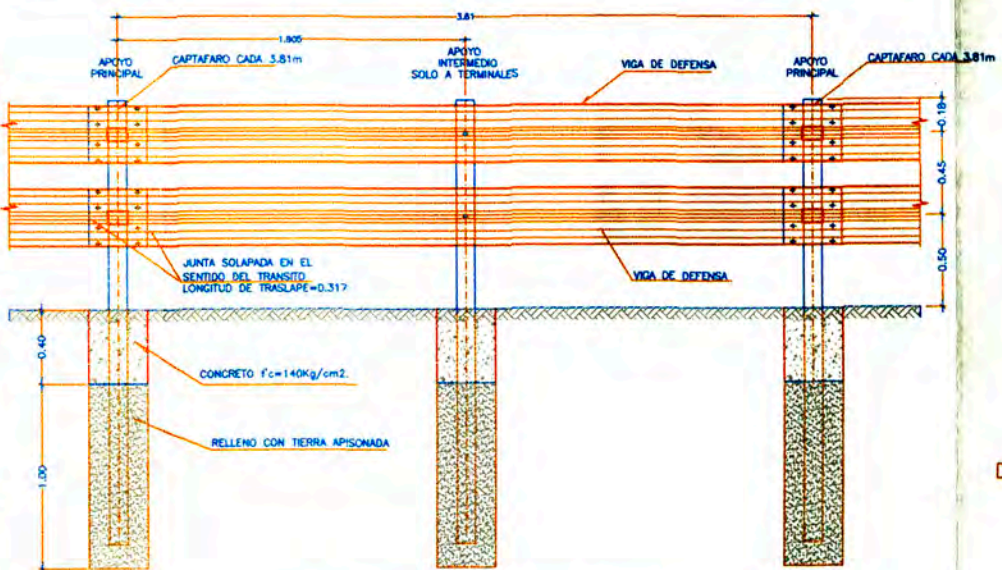 3.81
1.905
APOYO
PRINCIPAL
CAPTAFARO CADA 3.81m
APOYO
INTERMEDIO
SOLO A TERMINALES
VIGA DE DEFENSA
APOYO
PRINCIPAL
CAPTAFARO CADA 3.81m
0.18
0.45
0.50
JUNTA SOLAPADA EN EL
SENTIDO DEL TRANSITO
LONGITUD DE TRASLAPE=0.317
VIGA DE DEFENSA
0.40
CONCRETO f'c=140Kg/cm2.
RELLENO CON TIERRA APISONADA
1.00